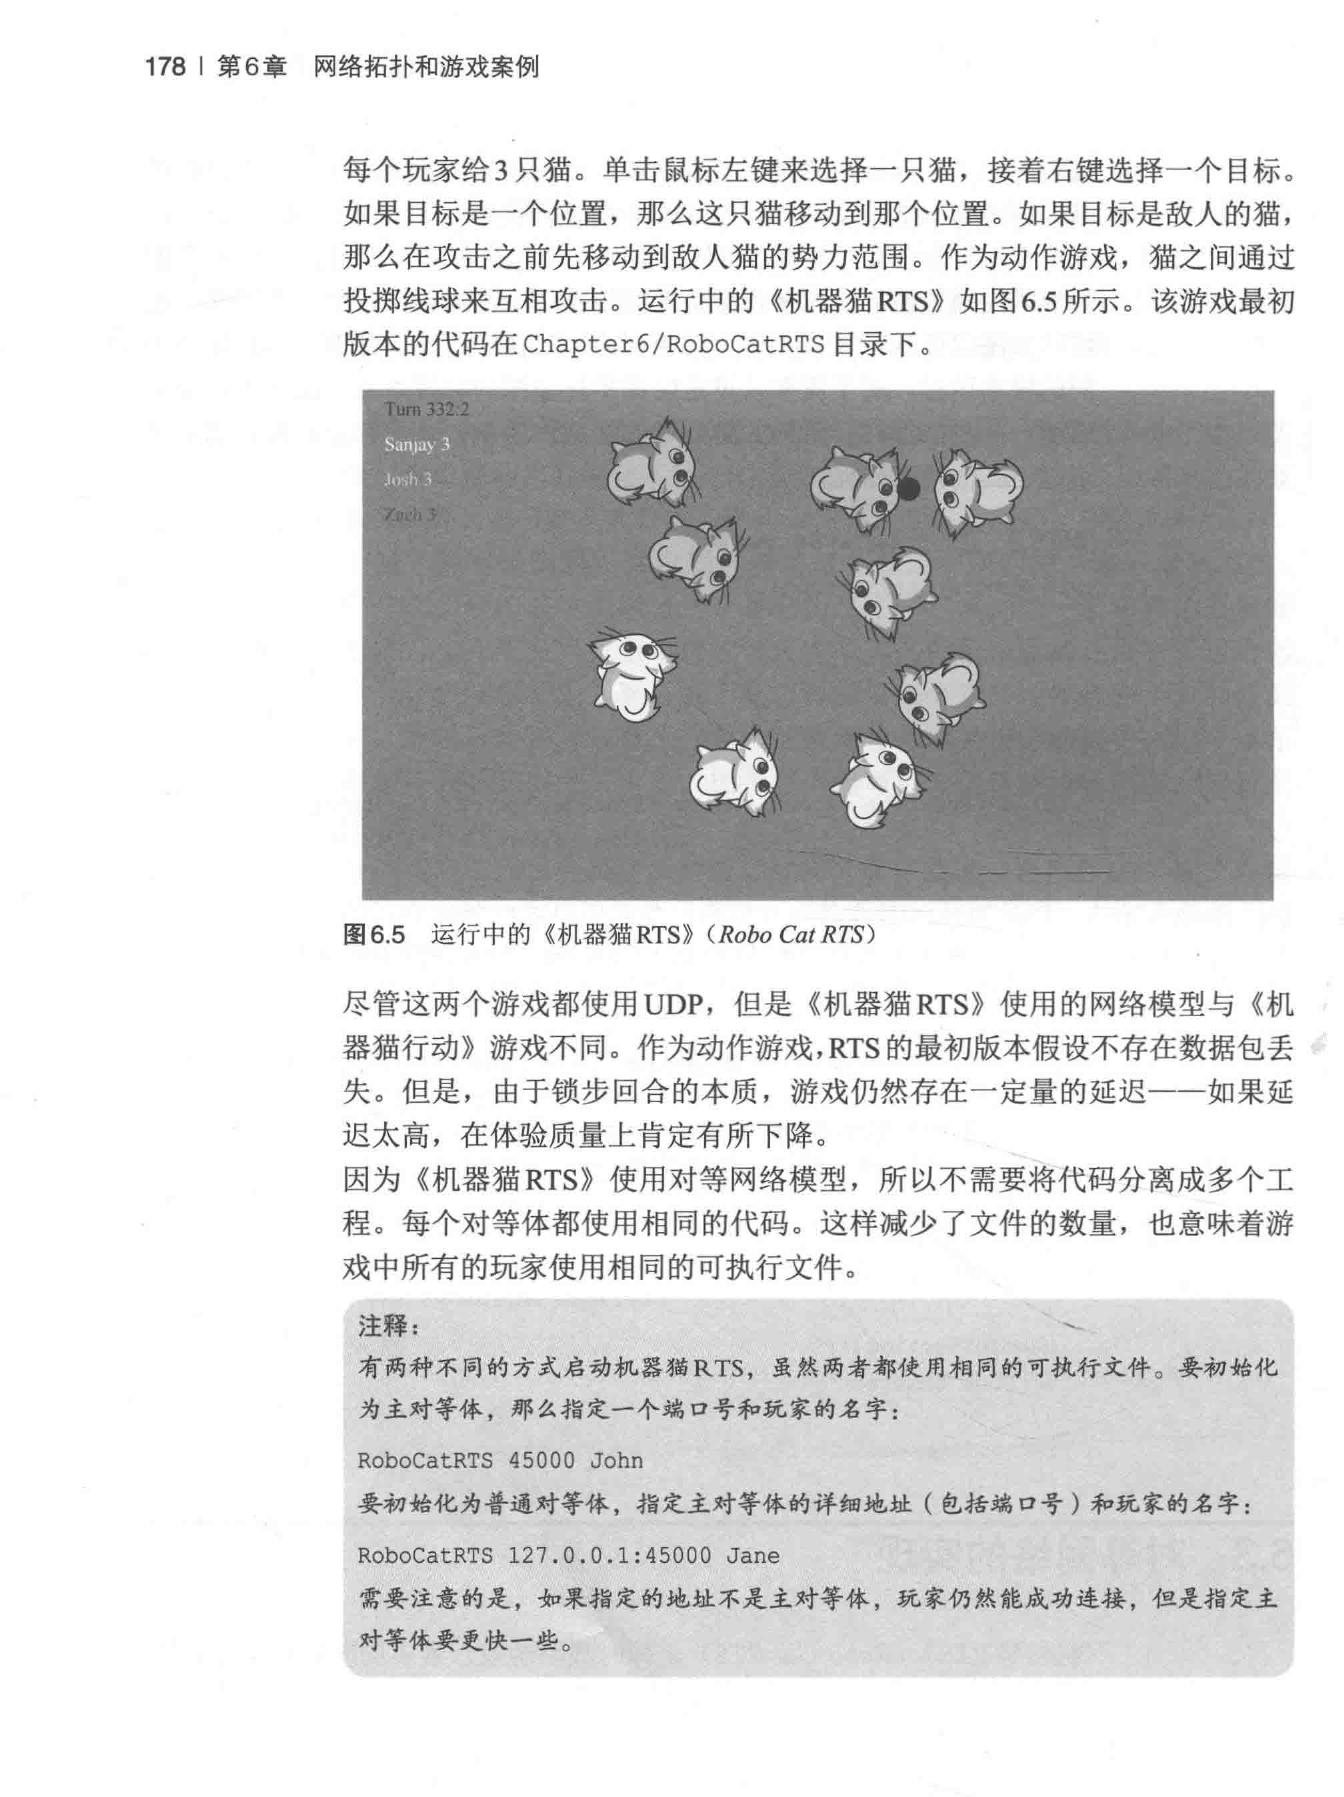 178 | 第6章 网络拓扑和游戏案例
每个玩家给3只猫。单击鼠标左键来选择一只猫，接着右键选择一个目标。
如果目标是一个位置，那么这只猫移动到那个位置。如果目标是敌人的猫，
那么在攻击之前先移动到敌人猫的势力范围。作为动作游戏，猫之间通过
投掷线球来互相攻击。运行中的《机器猫RTS》如图6.5所示。该游戏最初
版本的代码在Chapter6/RoboCatRTS目录下。
Turn 332:2
Sanjay 3
Josh 3
Zach 3
图6.5 运行中的《机器猫RTS》（Robo Cat RTS）
尽管这两个游戏都使用UDP，但是《机器猫RTS》使用的网络模型与《机
器猫行动》游戏不同。作为动作游戏，RTS的最初版本假设不存在数据包丢
失。但是，由于锁步回合的本质，游戏仍然存在一定量的延迟——如果延
迟太高，在体验质量上肯定有所下降。
因为《机器猫RTS》使用对等网络模型，所以不需要将代码分离成多个工
程。每个对等体都使用相同的代码。这样减少了文件的数量，也意味着游
戏中所有的玩家使用相同的可执行文件。
注释：
有两种不同的方式启动机器猫RTS，虽然两者都使用相同的可执行文件。要初始化
为主对等体，那么指定一个端口号和玩家的名字：
RoboCatRTS 45000 John
要初始化为普通对等体，指定主对等体的详细地址（包括端口号）和玩家的名字：
RoboCatRTS 127.0.0.1:45000 Jane
需要注意的是，如果指定的地址不是主对等体，玩家仍然能成功连接，但是指定主
对等体要更快一些。